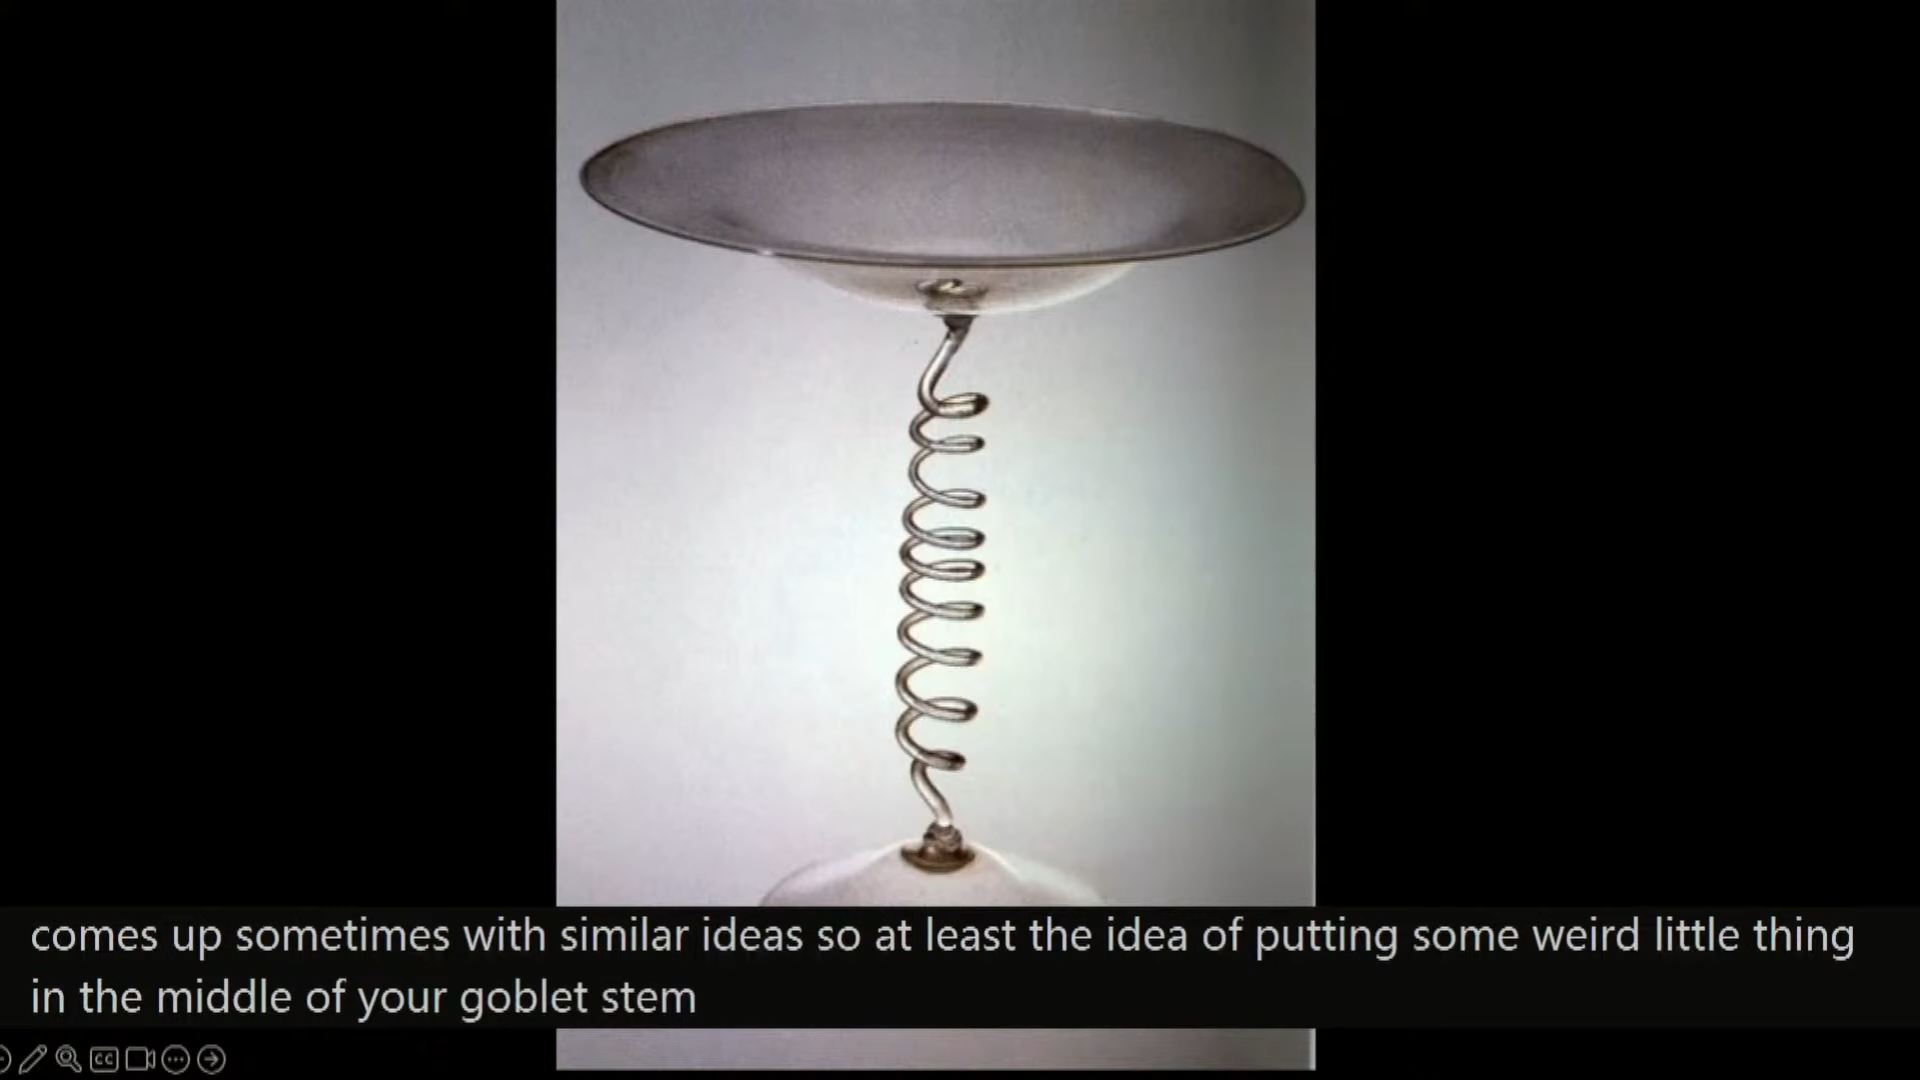 comes up sometimes with similar ideas so at least the idea of putting some weird little thing
in the middle of your goblet stem
CC